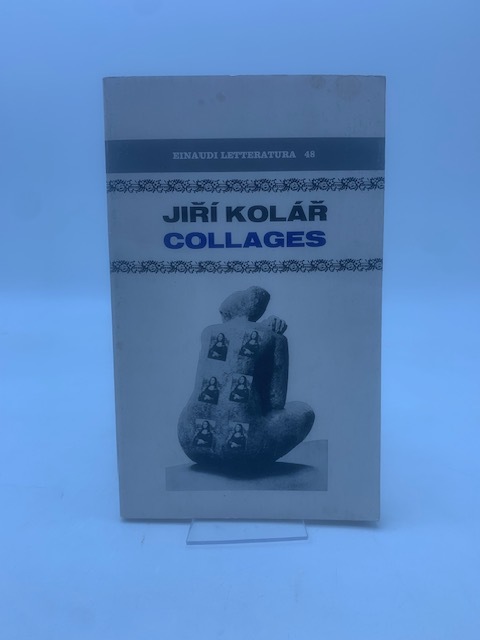 EINAUDI LETTERATURA 48
JIŘÍ KOLÁŘ
COLLAGES